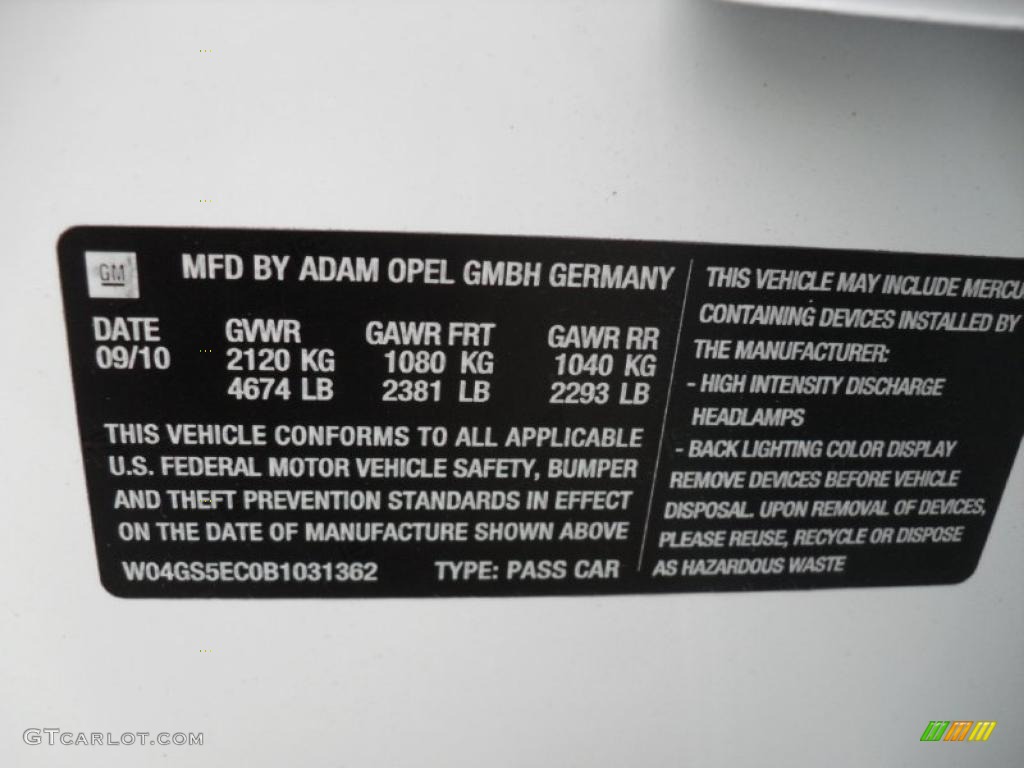 GM
MFD BY ADAM OPEL GMBH GERMANY
DATE GVWR GAWR FRT GAWR RR
09/10 2120 KG 1080 KG 1040 KG
4674 LB 2381 LB 2293 LB
THIS VEHICLE CONFORMS TO ALL APPLICABLE
U.S. FEDERAL MOTOR VEHICLE SAFETY, BUMPER
AND THEFT PREVENTION STANDARDS IN EFFECT
ON THE DATE OF MANUFACTURE SHOWN ABOVE
W04GS5EC0B1031362 TYPE: PASS CAR
THIS VEHICLE MAY INCLUDE MERCU
CONTAINING DEVICES INSTALLED BY
THE MANUFACTURER:
- HIGH INTENSITY DISCHARGE
HEADLAMPS
- BACK LIGHTING COLOR DISPLAY
REMOVE DEVICES BEFORE VEHICLE
DISPOSAL. UPON REMOVAL OF DEVICES,
PLEASE REUSE, RECYCLE OR DISPOSE
AS HAZARDOUS WASTE
GTCARLOT.COM